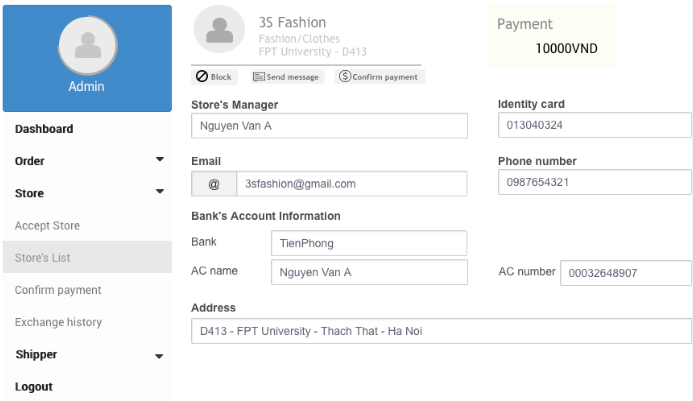 Admin
Dashboard
Order
Store
Accept Store
Store's List
Confirm payment
Exchange history
Shipper
Logout
3S Fashion
Fashion/Clothes
FPT University - D413
Payment
10000VND
Block
Send message
Confirm payment
Store's Manager
Identity card
Nguyen Van A
013040324
Email
Phone number
@ 3sfashion@gmail.com
0987654321
Bank's Account Information
Bank TienPhong
AC name Nguyen Van A
AC number 00032648907
Address
D413 - FPT University - Thach That - Ha Noi